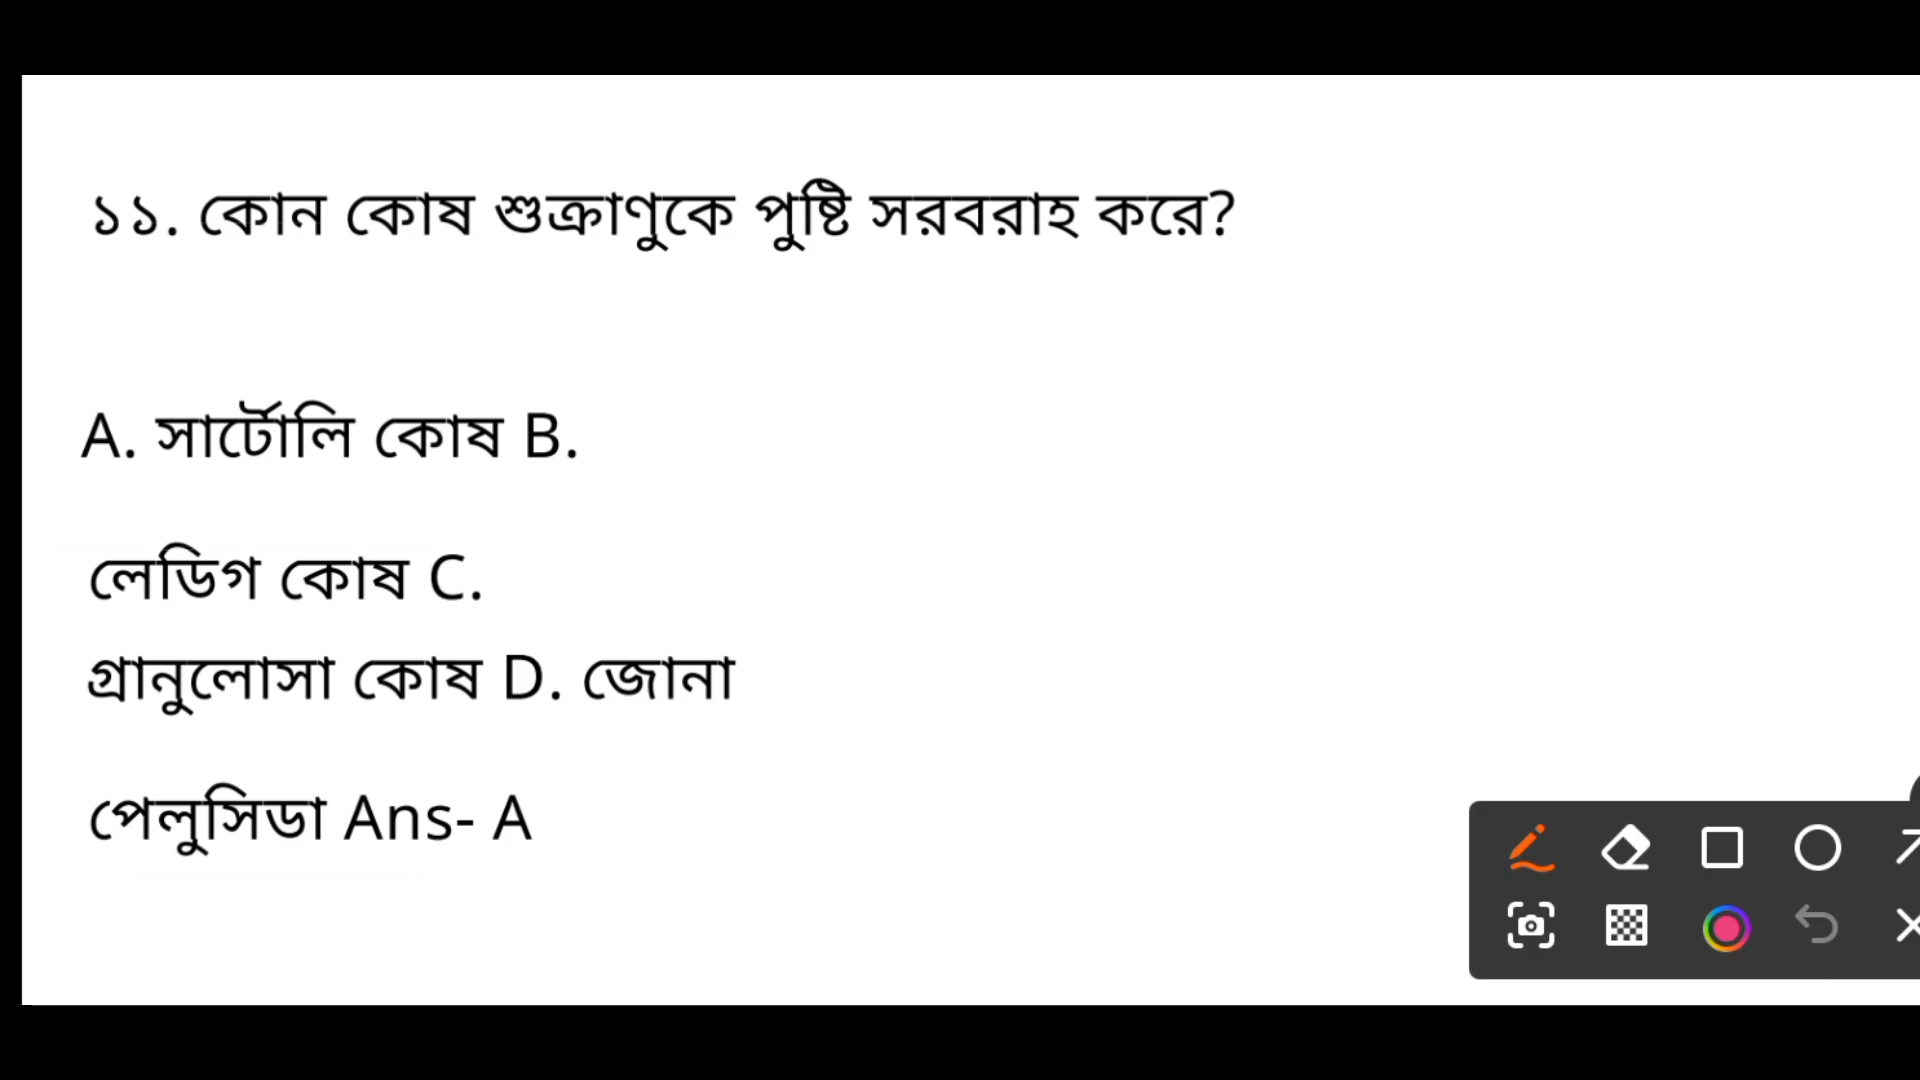 ১১. কোন কোষ শুক্রাণুকে পুষ্টি সরবরাহ করে?
A. সার্টোলি কোষ B.
লেডিগ কোষ C.
গ্রানুলোসা কোষ D. জোনা
পেলুসিডা Ans- A